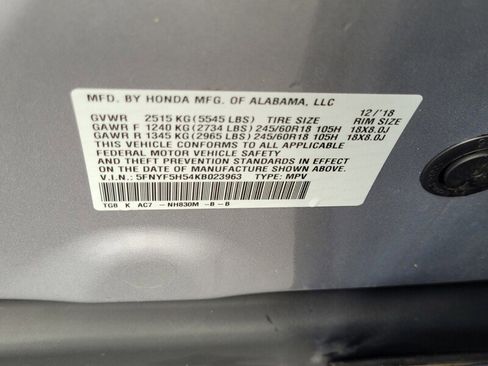 MFD. BY HONDA MFG. OF ALABAMA, LLC
12/'18
GVWR 2515 KG (5545 LBS) TIRE SIZE RIM SIZE
GAWR F 1240 KG (2734 LBS) 245/60R18 105H 18X8.0J
GAWR R 1345 KG (2965 LBS) 245/60R18 105H 18X8.0J
THIS VEHICLE CONFORMS TO ALL APPLICABLE
FEDERAL MOTOR VEHICLE SAFETY
AND THEFT PREVENTION STANDARDS IN EFFECT
ON THE DATE OF MANUFACTURE SHOWN ABOVE.
V.I.N.: 5FNYF5H54KB023963 TYPE: MPV
TG8 K AC7 - NH830M -B - B